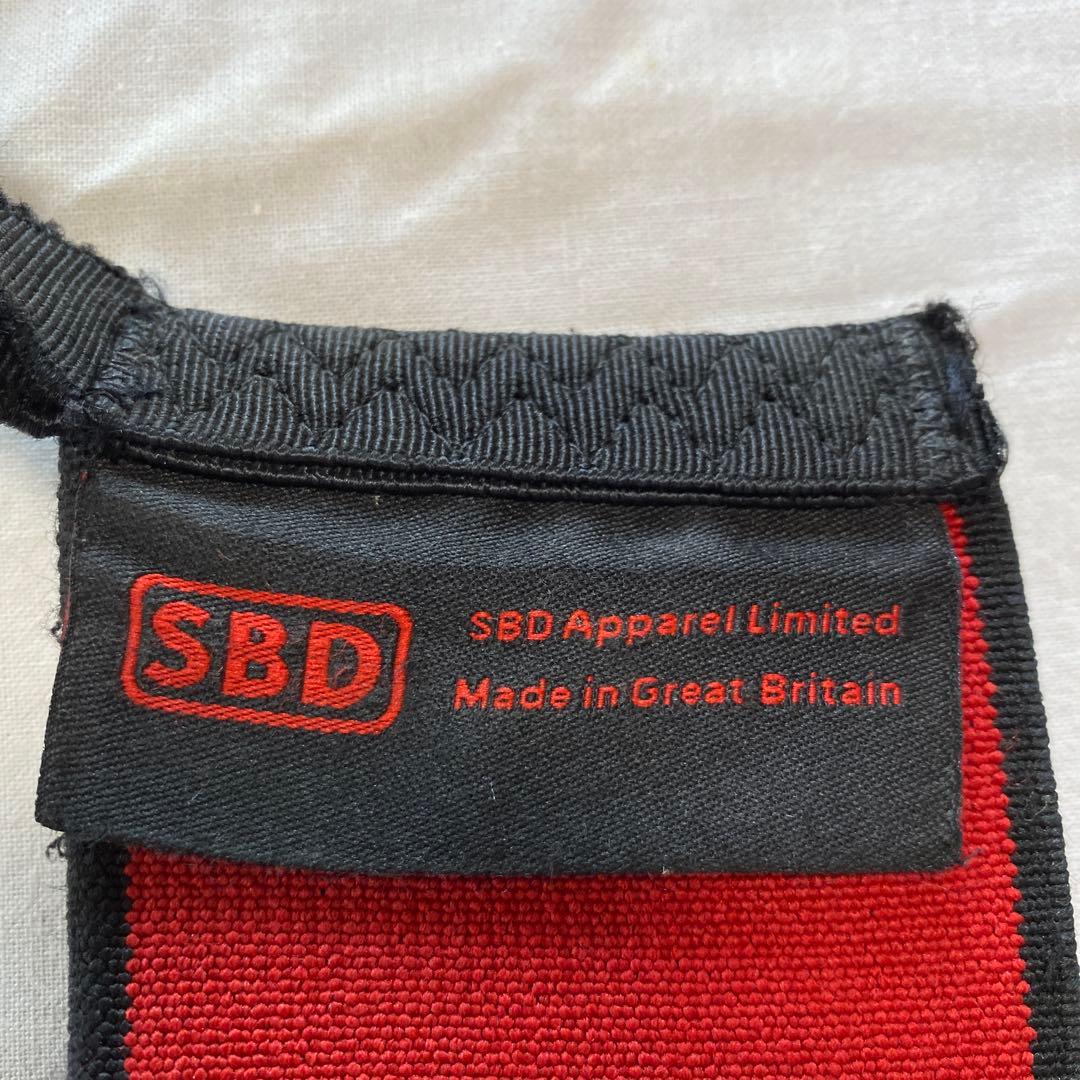 SBD
SBD Apparel Limited
Made in Great Britain